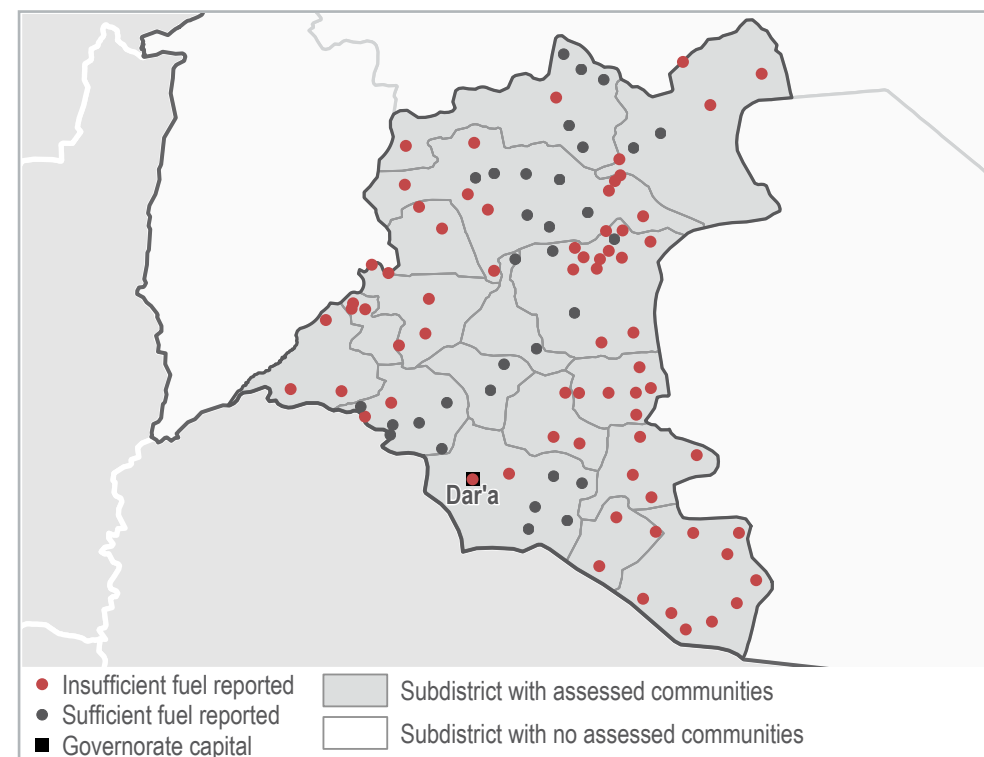 Dar'a
Insufficient fuel reported
Sufficient fuel reported
Governorate capital
Subdistrict with assessed communities
Subdistrict with no assessed communities